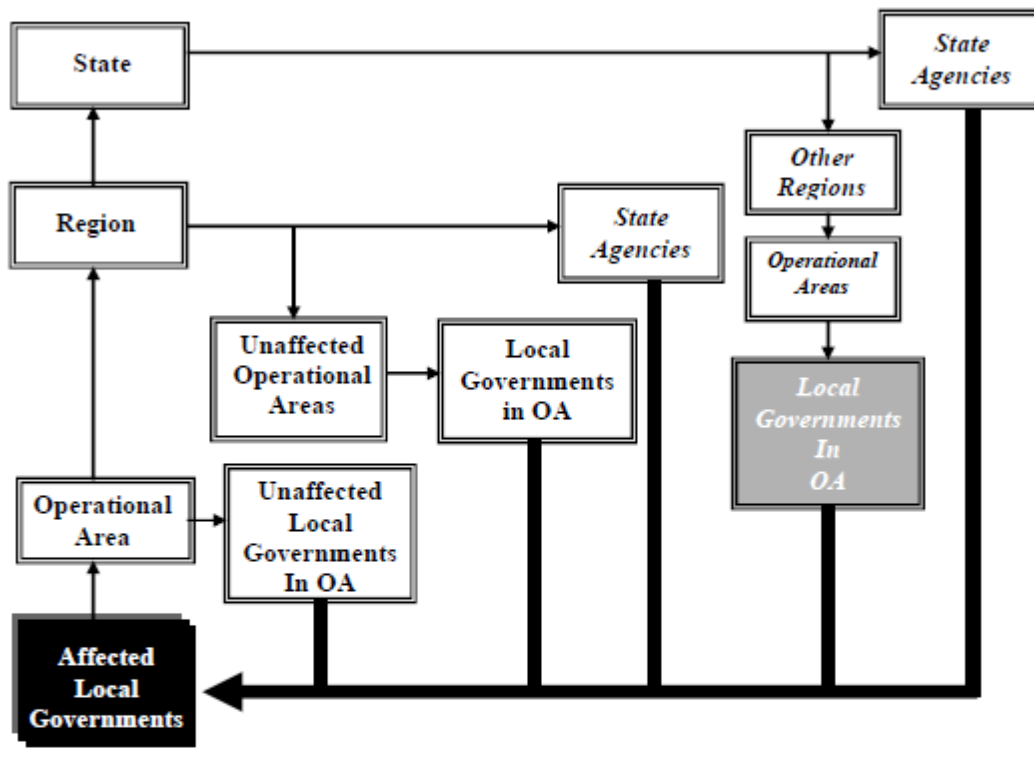 State
State
Agencies
Other
Regions
Region
State
Agencies
Operational
Areas
Unaffected
Operational
Areas
Local
Governments
in OA
Local
Governments
In
OA
Operational
Area
Unaffected
Local
Governments
In OA
Affected
Local
Governments